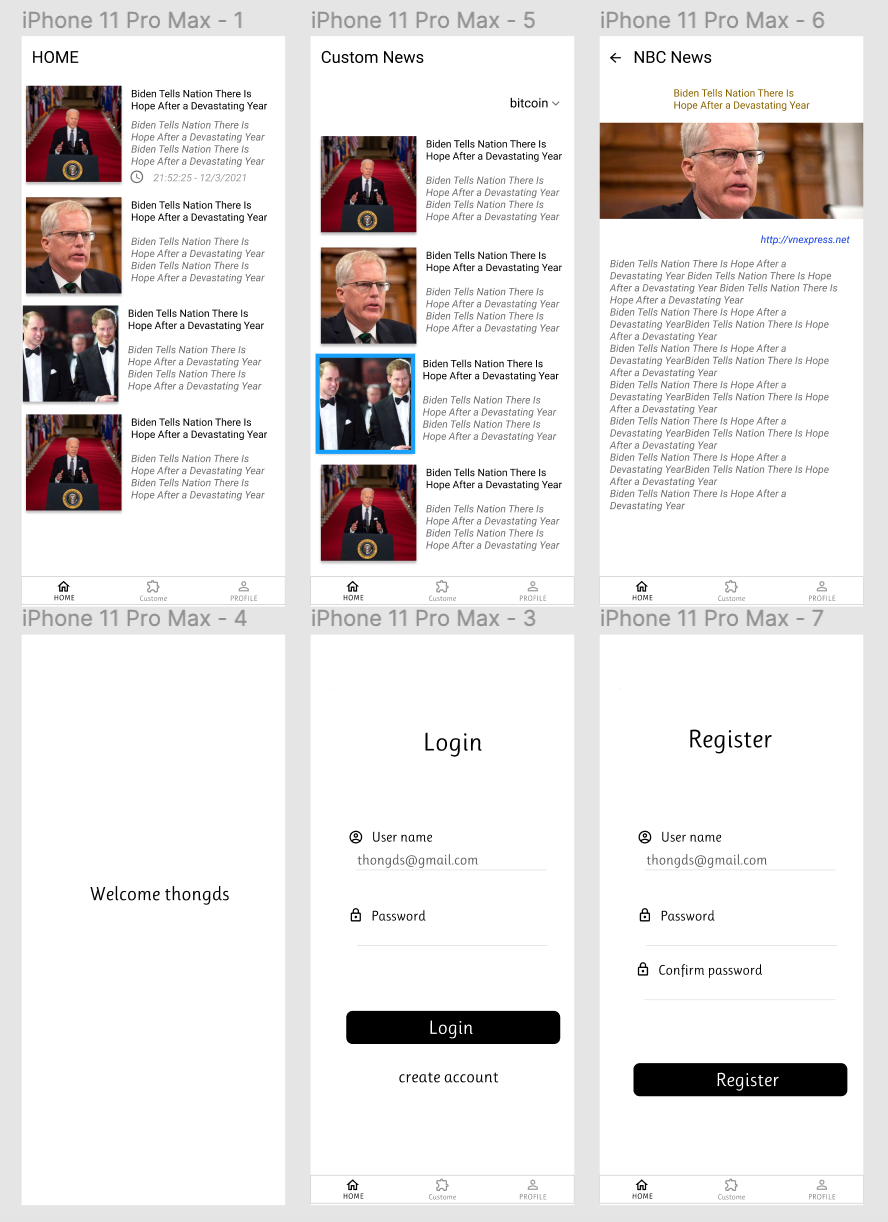 iPhone 11 Pro Max - 1
HOME
Biden Tells Nation There Is
Hope After a Devastating Year
Biden Tells Nation There Is
Hope After a Devastating Year
Biden Tells Nation There Is
Hope After a Devastating Year
21:52:25 - 12/3/2021
Biden Tells Nation There Is
Hope After a Devastating Year
Biden Tells Nation There Is
Hope After a Devastating Year
Biden Tells Nation There Is
Hope After a Devastating Year
Biden Tells Nation There Is
Hope After a Devastating Year
Biden Tells Nation There Is
Hope After a Devastating Year
Biden Tells Nation There Is
Hope After a Devastating Year
Biden Tells Nation There Is
Hope After a Devastating Year
Biden Tells Nation There Is
Hope After a Devastating Year
Biden Tells Nation There Is
Hope After a Devastating Year
HOME
Custome
PROFILE
iPhone 11 Pro Max - 5
Custom News
bitcoin
Biden Tells Nation There Is
Hope After a Devastating Year
Biden Tells Nation There Is
Hope After a Devastating Year
Biden Tells Nation There Is
Hope After a Devastating Year
Biden Tells Nation There Is
Hope After a Devastating Year
Biden Tells Nation There Is
Hope After a Devastating Year
Biden Tells Nation There Is
Hope After a Devastating Year
Biden Tells Nation There Is
Hope After a Devastating Year
Biden Tells Nation There Is
Hope After a Devastating Year
Biden Tells Nation There Is
Hope After a Devastating Year
Biden Tells Nation There Is
Hope After a Devastating Year
Biden Tells Nation There Is
Hope After a Devastating Year
Biden Tells Nation There Is
Hope After a Devastating Year
HOME
Custome
PROFILE
iPhone 11 Pro Max - 6
NBC News
Biden Tells Nation There Is
Hope After a Devastating Year
http://vnexpress.net
Biden Tells Nation There Is Hope After a
Devastating Year Biden Tells Nation There Is Hope
After a Devastating Year Biden Tells Nation There Is
Hope After a Devastating Year
Biden Tells Nation There Is Hope After a
Devastating YearBiden Tells Nation There Is Hope
After a Devastating Year
Biden Tells Nation There Is Hope After a
Devastating YearBiden Tells Nation There Is Hope
After a Devastating Year
Biden Tells Nation There Is Hope After a
Devastating YearBiden Tells Nation There Is Hope
After a Devastating Year
Biden Tells Nation There Is Hope After a
Devastating YearBiden Tells Nation There Is Hope
After a Devastating Year
Biden Tells Nation There Is Hope After a
Devastating YearBiden Tells Nation There Is Hope
After a Devastating Year
Biden Tells Nation There Is Hope After a
Devastating Year
HOME
Custome
PROFILE
iPhone 11 Pro Max - 4
Welcome thongds
iPhone 11 Pro Max - 3
Login
User name
thongds@gmail.com
Password
Login
create account
HOME
Custome
PROFILE
iPhone 11 Pro Max - 7
Register
User name
thongds@gmail.com
Password
Confirm password
Register
HOME
Custome
PROFILE